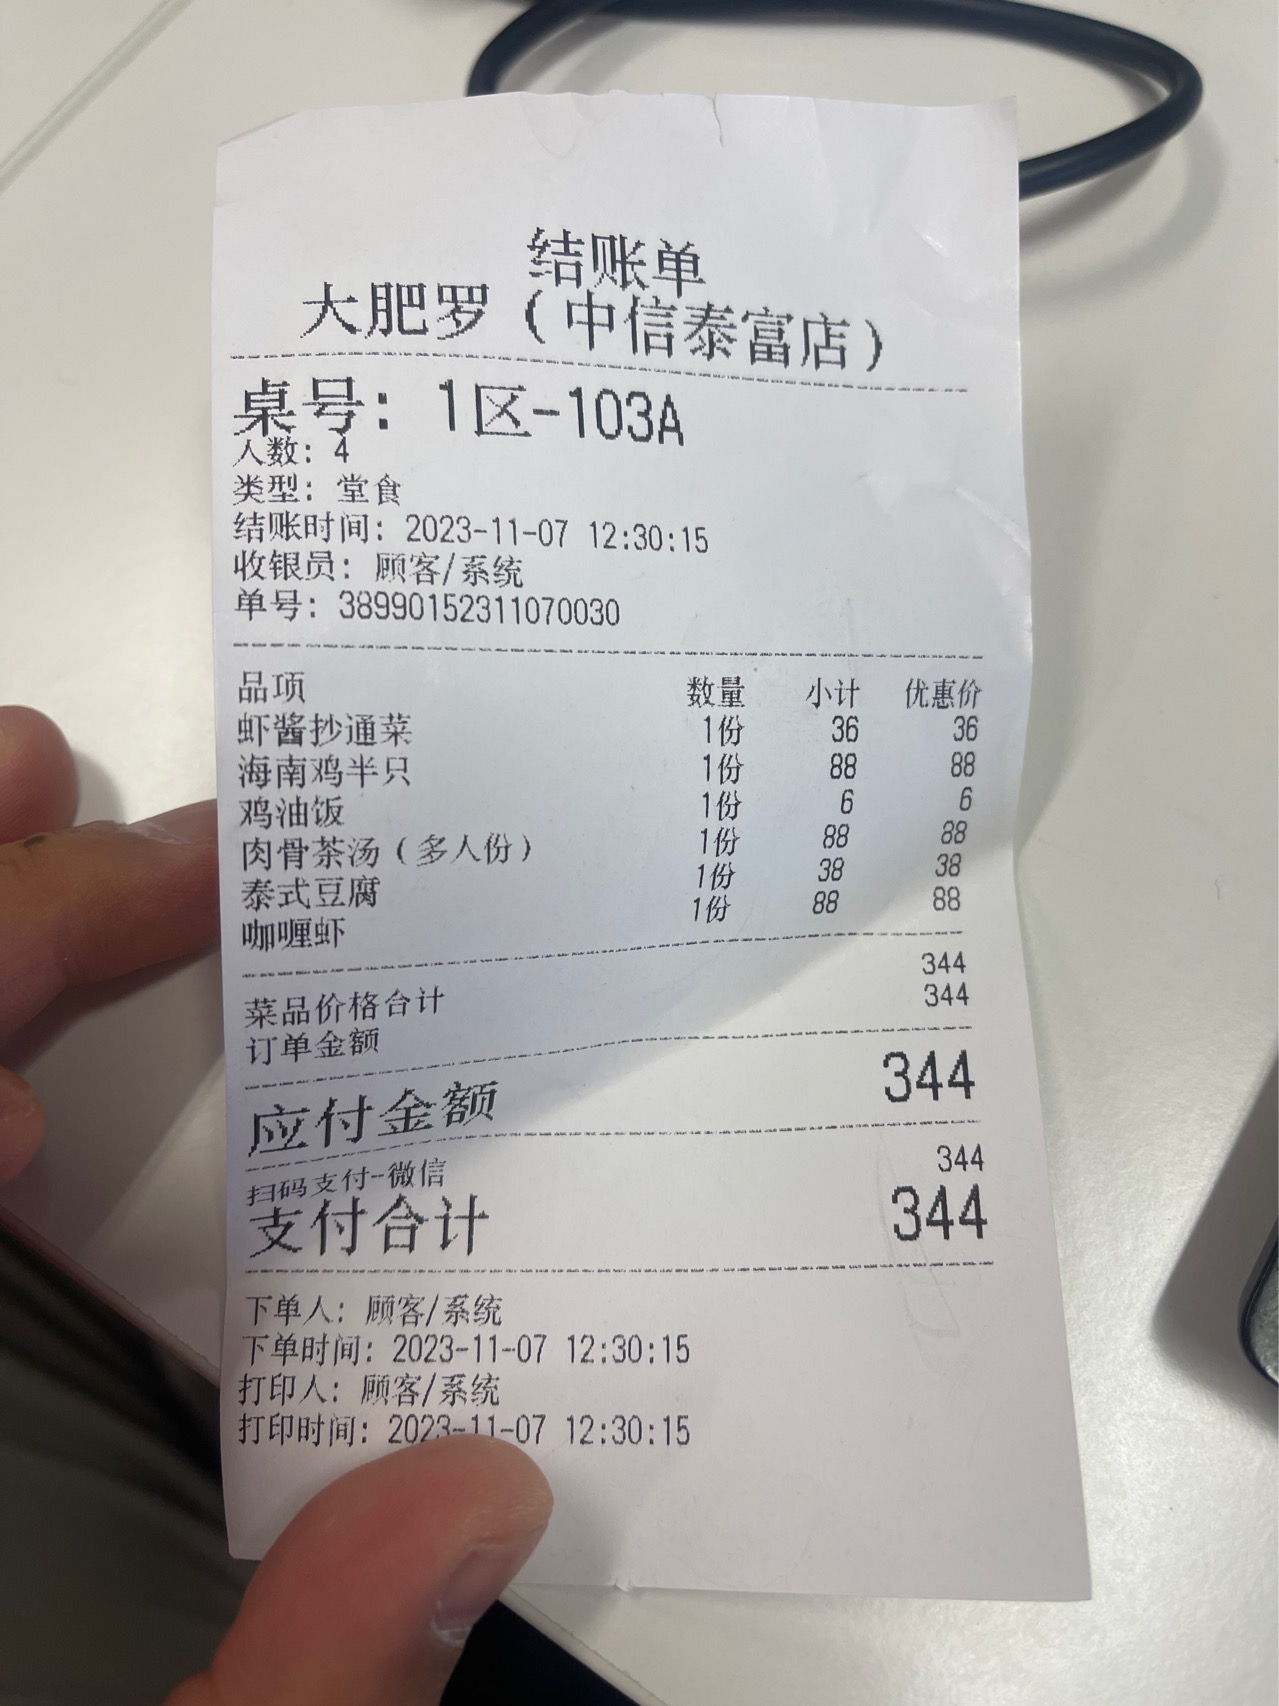 结账单
大肥罗（中信泰富店）
桌号: 1区-103A
人数: 4
类型: 堂食
结账时间: 2023-11-07 12:30:15
收银员: 顾客/系统
单号: 38990152311070030
品项 数量 小计 优惠价
虾酱抄通菜 1份 36 36
海南鸡半只 1份 88 88
鸡油饭 1份 6 6
肉骨茶汤（多人份） 1份 88 88
泰式豆腐 1份 38 38
咖喱虾 1份 88 88
菜品价格合计 344
订单金额 344
应付金额 344
扫码支付-微信 344
支付合计 344
下单人: 顾客/系统
下单时间: 2023-11-07 12:30:15
打印人: 顾客/系统
打印时间: 2023-11-07 12:30:15